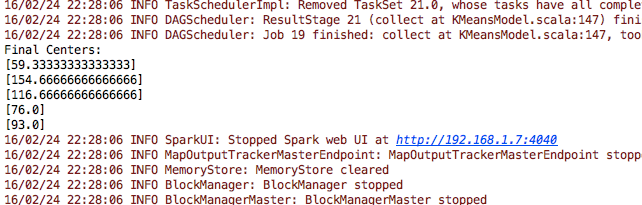 16/02/24 22:28:06 INFO TaskSchedulerImpl: Removed TaskSet 21.0, whose tasks have all comple
16/02/24 22:28:06 INFO DAGScheduler: ResultStage 21 (collect at KMeansModel.scala:147) fini
16/02/24 22:28:06 INFO DAGScheduler: Job 19 finished: collect at KMeansModel.scala:147, too
Final Centers:
[59.33333333333333]
[154.66666666666666]
[116.66666666666666]
[76.0]
[93.0]
16/02/24 22:28:06 INFO SparkUI: Stopped Spark web UI at http://192.168.1.7:4040
16/02/24 22:28:06 INFO MapOutputTrackerMasterEndpoint: MapOutputTrackerMasterEndpoint stopp
16/02/24 22:28:06 INFO MemoryStore: MemoryStore cleared
16/02/24 22:28:06 INFO BlockManager: BlockManager stopped
16/02/24 22:28:06 INFO BlockManagerMaster: BlockManagerMaster stopped